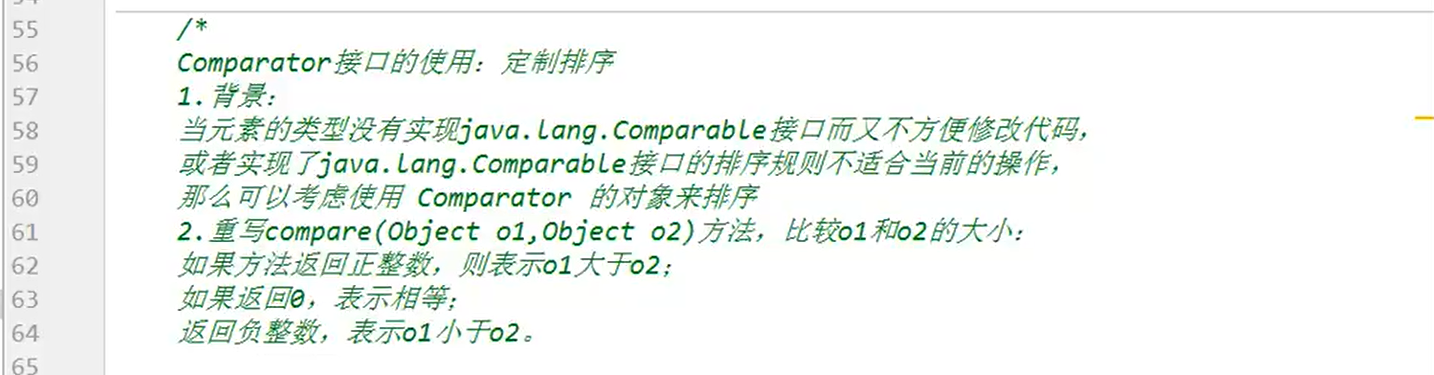 55 /*
56 Comparator接口的使用：定制排序
57 1.背景：
58 当元素的类型没有实现java.lang.Comparable接口而又不方便修改代码，
59 或者实现了java.lang.Comparable接口的排序规则不适合当前的操作，
60 那么可以考虑使用 Comparator 的对象来排序
61 2.重写compare(Object o1,Object o2)方法，比较o1和o2的大小：
62 如果方法返回正整数，则表示o1大于o2；
63 如果返回0，表示相等；
64 返回负整数，表示o1小于o2。
65